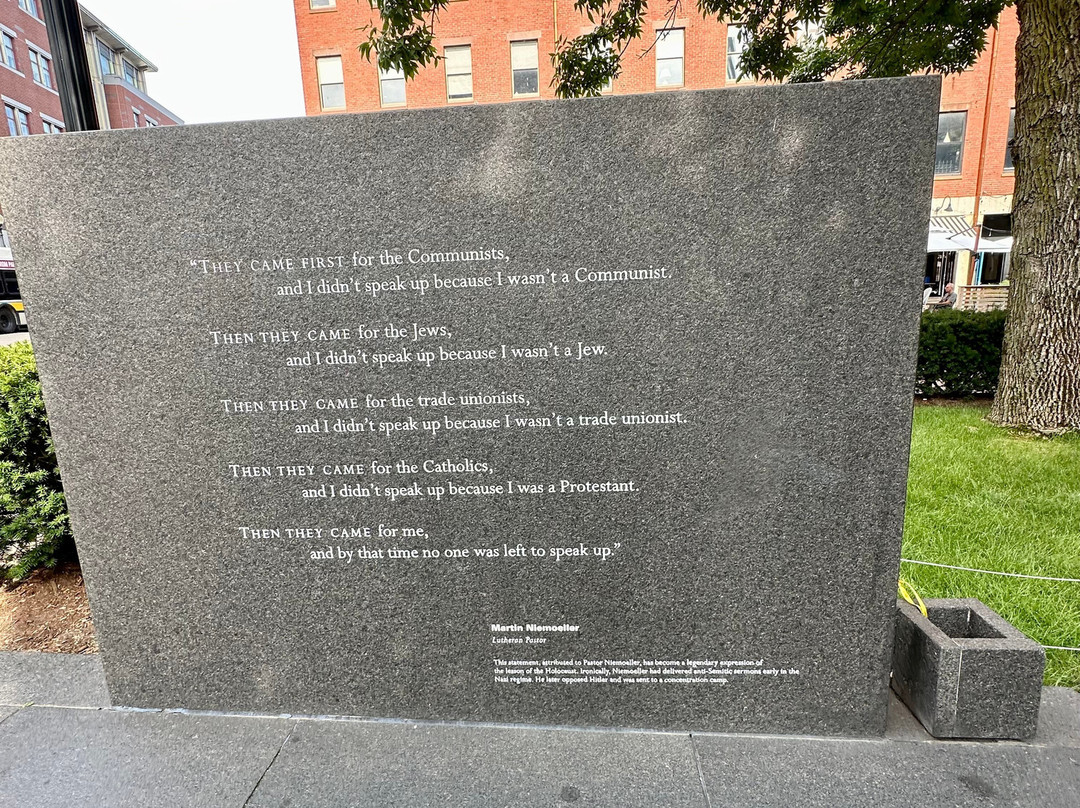 “THEY CAME FIRST for the Communists,
and I didn’t speak up because I wasn’t a Communist.
THEN THEY CAME for the Jews,
and I didn’t speak up because I wasn’t a Jew.
THEN THEY CAME for the trade unionists,
and I didn’t speak up because I wasn’t a trade unionist.
THEN THEY CAME for the Catholics,
and I didn’t speak up because I was a Protestant.
THEN THEY CAME for me,
and by that time no one was left to speak up.”
Martin Niemoeller
Lutheran Pastor
This statement, attributed to Pastor Niemoeller, has become a legendary expression of
the lesson of the Holocaust. Ironically, Niemoeller had delivered anti-Semitic sermons early in the
Nazi regime. He later opposed Hitler and was sent to a concentration camp.